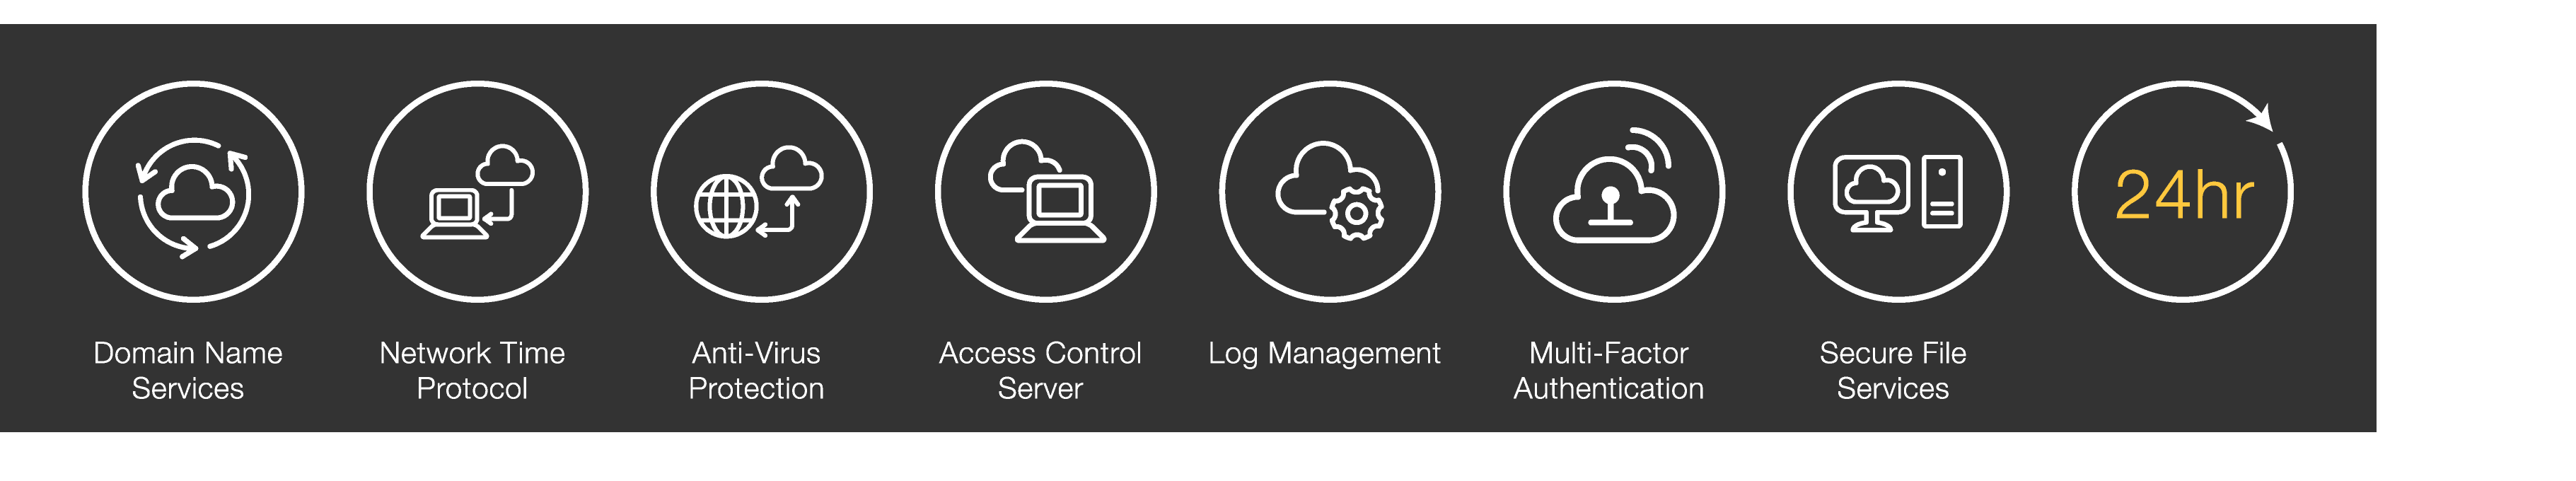 24hr
Domain Name
Services
Network Time
Protocol
Anti-Virus
Protection
Access Control
Server
Log Management
Multi-Factor
Authentication
Secure File
Services